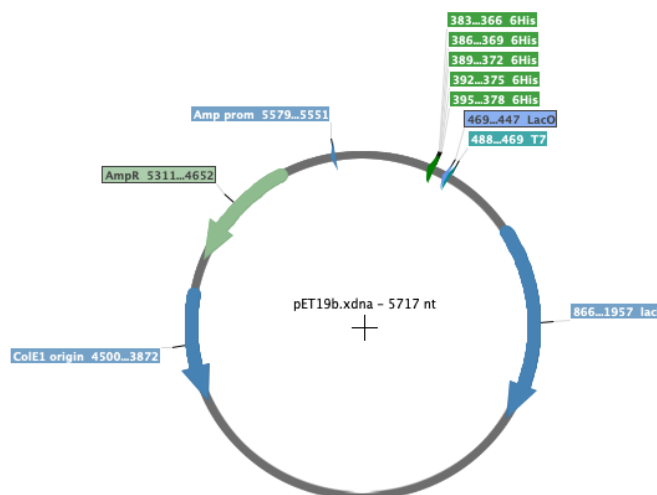 383...366 6His
386...369 6His
389...372 6His
392...375 6His
395...378 6His
Amp prom 5579...5551
469...447 LacO
488...469 T7
AmpR 5311...4652
pET19b.xdna - 5717 nt
866...1957 lac
ColE1 origin 4500...3872